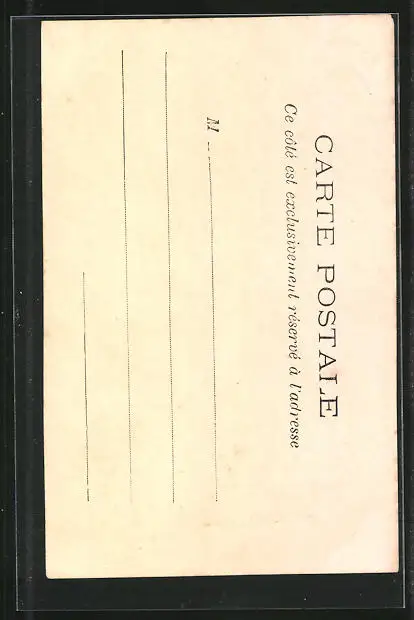 CARTE POSTALE
Ce côté est exclusivement réservé à l'adresse
M